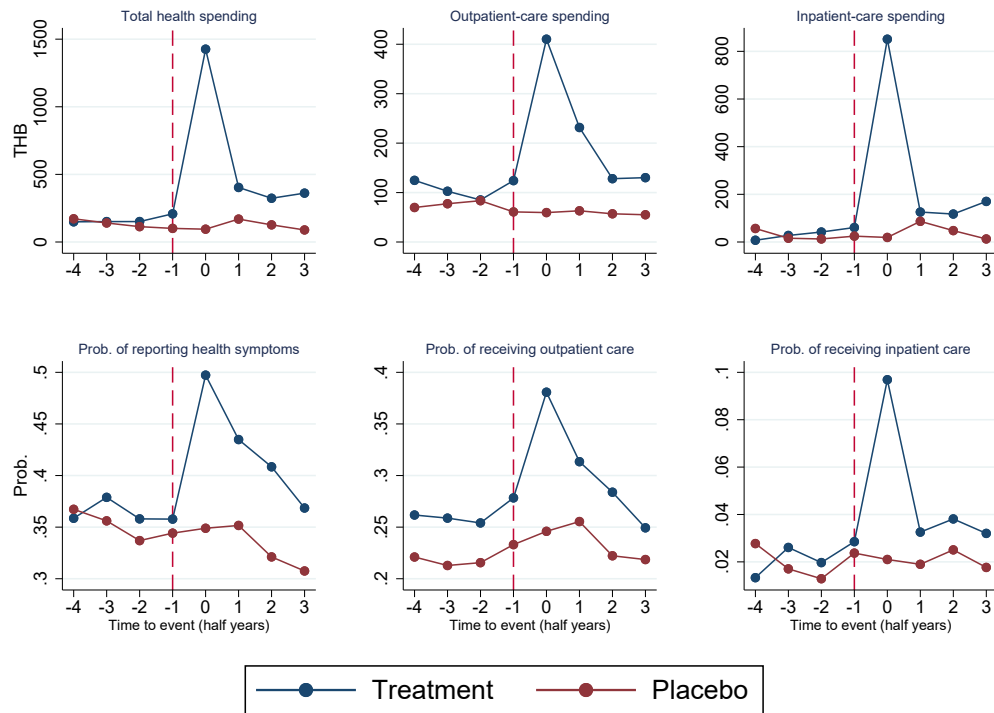 Total health spending
THB
1500
1000
500
0
-4 -3 -2 -1 0 1 2 3
Outpatient-care spending
400
300
200
100
0
-4 -3 -2 -1 0 1 2 3
Inpatient-care spending
800
600
400
200
0
-4 -3 -2 -1 0 1 2 3
Prob. of reporting health symptoms
Prob.
.5
.45
.4
.35
.3
-4 -3 -2 -1 0 1 2 3
Time to event (half years)
Prob. of receiving outpatient care
.4
.35
.3
.25
.2
-4 -3 -2 -1 0 1 2 3
Time to event (half years)
Prob. of receiving inpatient care
.1
.08
.06
.04
.02
-4 -3 -2 -1 0 1 2 3
Time to event (half years)
Treatment Placebo